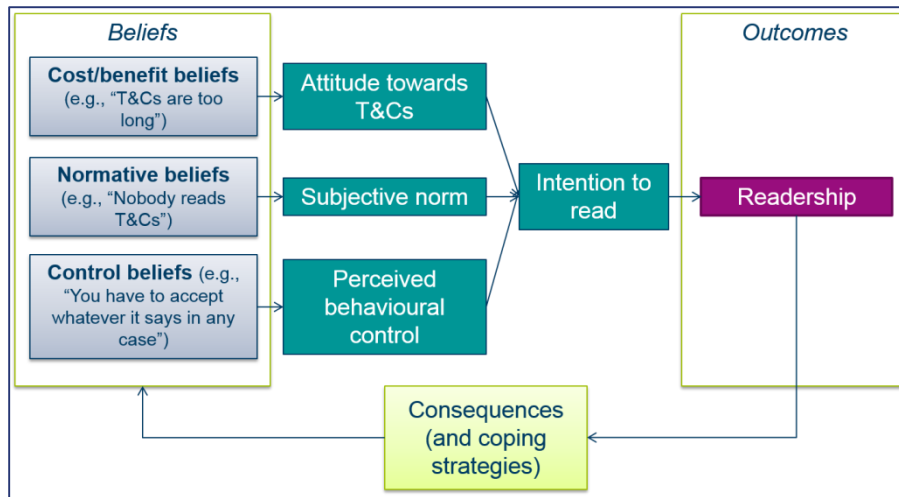 Beliefs
Cost/benefit beliefs
(e.g., “T&Cs are too
long”)
Attitude towards
T&Cs
Normative beliefs
(e.g., “Nobody reads
T&Cs”)
Subjective norm
Control beliefs (e.g.,
“You have to accept
whatever it says in any
case”)
Perceived
behavioural
control
Intention to
read
Outcomes
Readership
Consequences
(and coping
strategies)